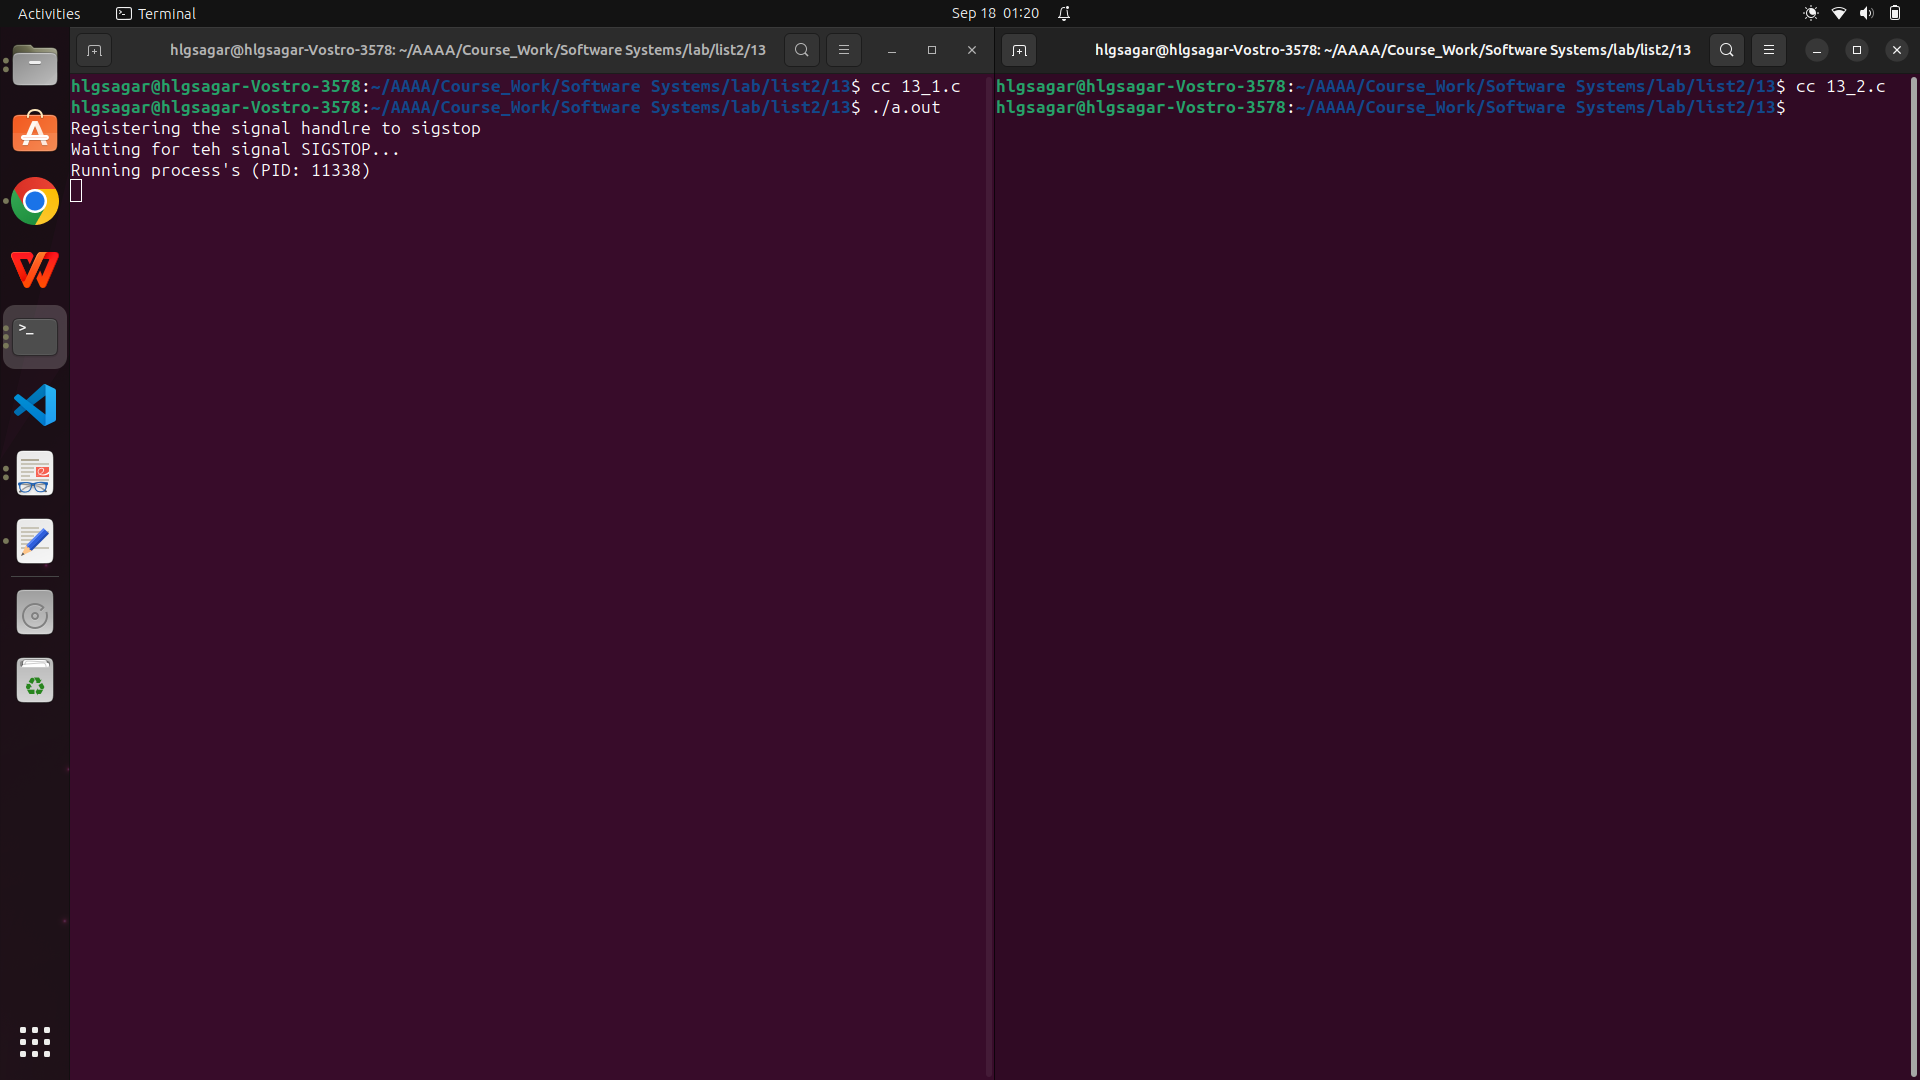 Activities
Terminal
Sep 18 01:20
hlgsagar@hlgsagar-Vostro-3578: ~/AAAA/Course_Work/Software Systems/lab/list2/13
hlgsagar@hlgsagar-Vostro-3578:~/AAAA/Course_Work/Software Systems/lab/list2/13$ cc 13_1.c
hlgsagar@hlgsagar-Vostro-3578:~/AAAA/Course_Work/Software Systems/lab/list2/13$ ./a.out
Registering the signal handlre to sigstop
Waiting for teh signal SIGSTOP...
Running process's (PID: 11338)
hlgsagar@hlgsagar-Vostro-3578: ~/AAAA/Course_Work/Software Systems/lab/list2/13
hlgsagar@hlgsagar-Vostro-3578:~/AAAA/Course_Work/Software Systems/lab/list2/13$ cc 13_2.c
hlgsagar@hlgsagar-Vostro-3578:~/AAAA/Course_Work/Software Systems/lab/list2/13$